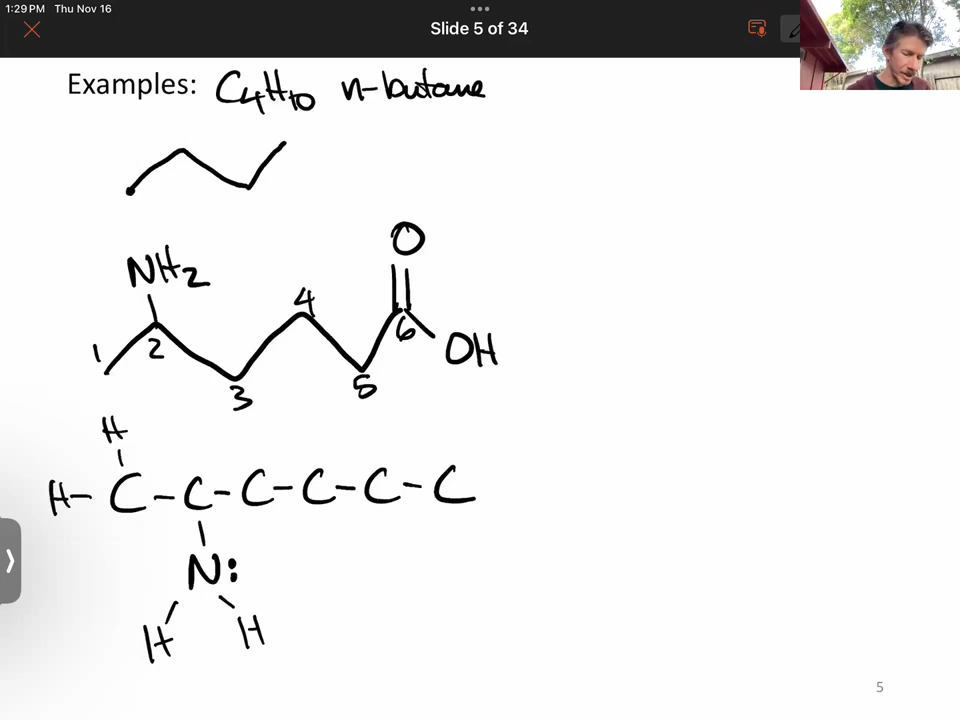 1:29 PM Thu Nov 16
Slide 5 of 34
Examples: C4H10 n-butane
O
NH2
4
1 2 6
OH
3 5
H
H-C-C-C-C-C-C
N:
H H
5